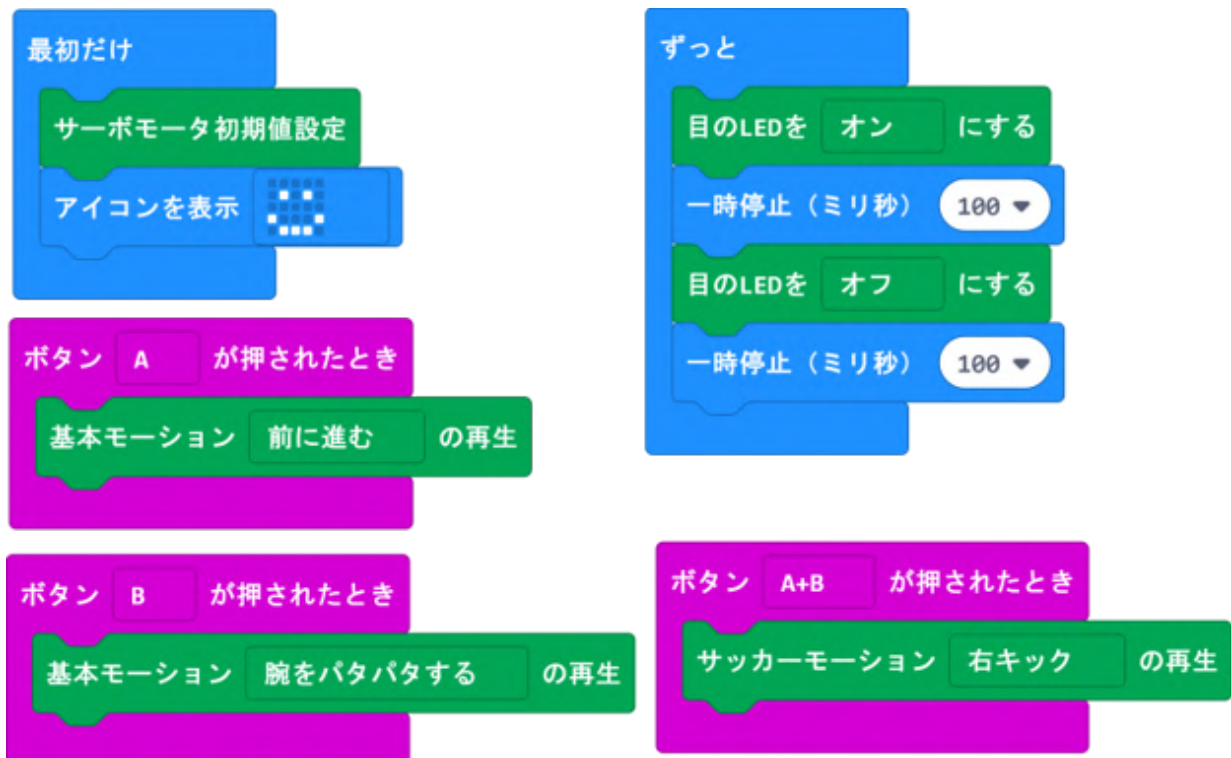 最初だけ
サーボモータ初期値設定
アイコンを表示
ずっと
目のLEDを オン にする
一時停止（ミリ秒） 100
目のLEDを オフ にする
一時停止（ミリ秒） 100
ボタン A が押されたとき
基本モーション 前に進む の再生
ボタン B が押されたとき
基本モーション 腕をパタパタする の再生
ボタン A+B が押されたとき
サッカーモーション 右キック の再生